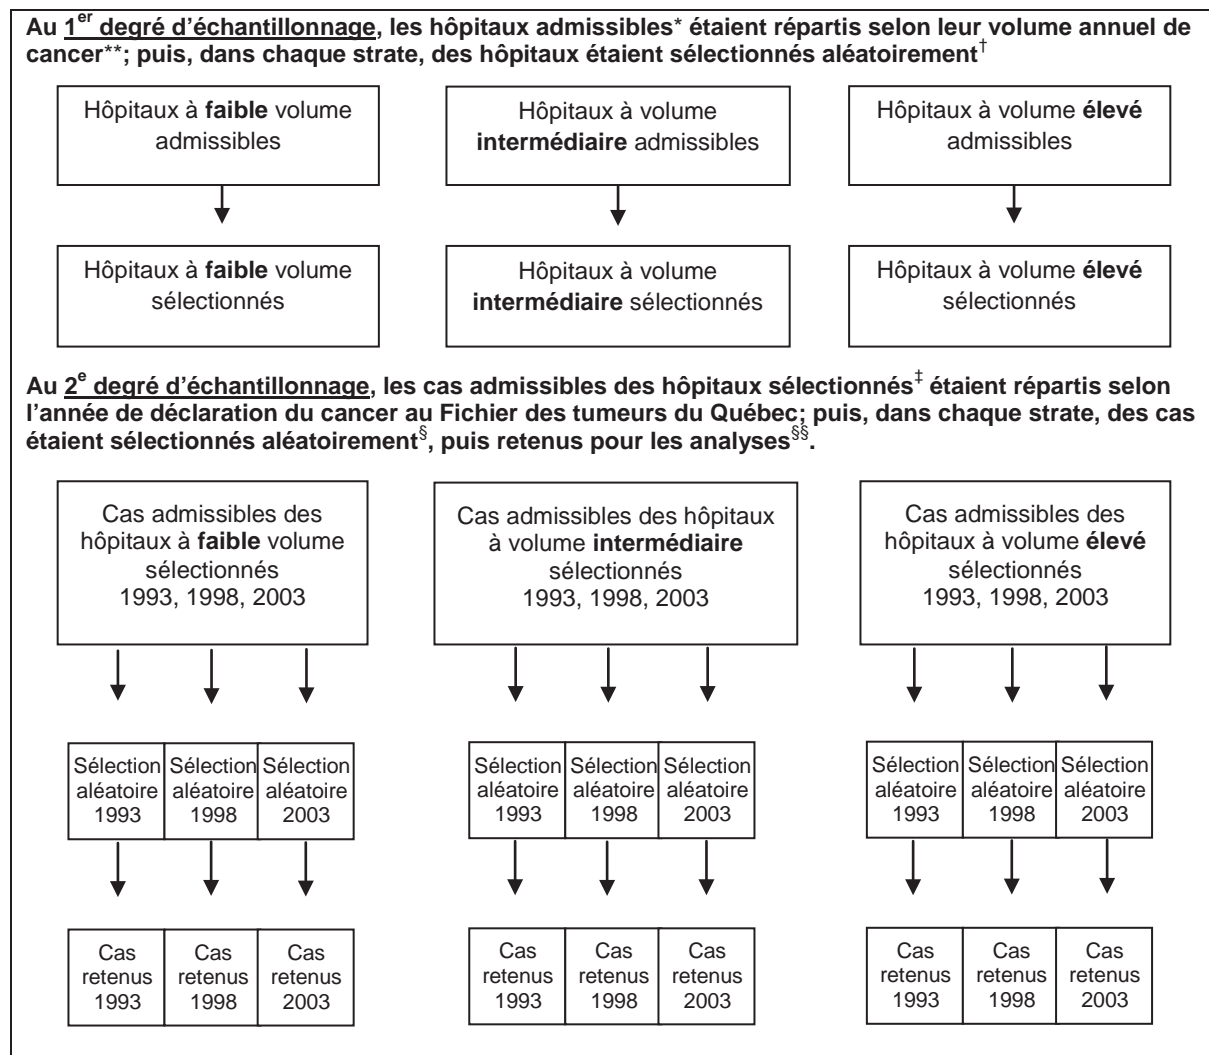 Au 1er degré d'échantillonnage, les hôpitaux admissibles* étaient répartis selon leur volume annuel de
cancer**; puis, dans chaque strate, des hôpitaux étaient sélectionnés aléatoirement†
Hôpitaux à faible volume
admissibles
Hôpitaux à volume
intermédiaire admissibles
Hôpitaux à volume élevé
admissibles
Hôpitaux à faible volume
sélectionnés
Hôpitaux à volume
intermédiaire sélectionnés
Hôpitaux à volume élevé
sélectionnés
Au 2e degré d'échantillonnage, les cas admissibles des hôpitaux sélectionnés‡ étaient répartis selon
l'année de déclaration du cancer au Fichier des tumeurs du Québec; puis, dans chaque strate, des cas
étaient sélectionnés aléatoirement§, puis retenus pour les analyses§§.
Cas admissibles des
hôpitaux à faible volume
sélectionnés
1993, 1998, 2003
Cas admissibles des hôpitaux
à volume intermédiaire
sélectionnés
1993, 1998, 2003
Cas admissibles des
hôpitaux à volume élevé
sélectionnés
1993, 1998, 2003
Sélection
aléatoire
1993
Sélection
aléatoire
1998
Sélection
aléatoire
2003
Sélection
aléatoire
1993
Sélection
aléatoire
1998
Sélection
aléatoire
2003
Sélection
aléatoire
1993
Sélection
aléatoire
1998
Sélection
aléatoire
2003
Cas
retenus
1993
Cas
retenus
1998
Cas
retenus
2003
Cas
retenus
1993
Cas
retenus
1998
Cas
retenus
2003
Cas
retenus
1993
Cas
retenus
1998
Cas
retenus
2003